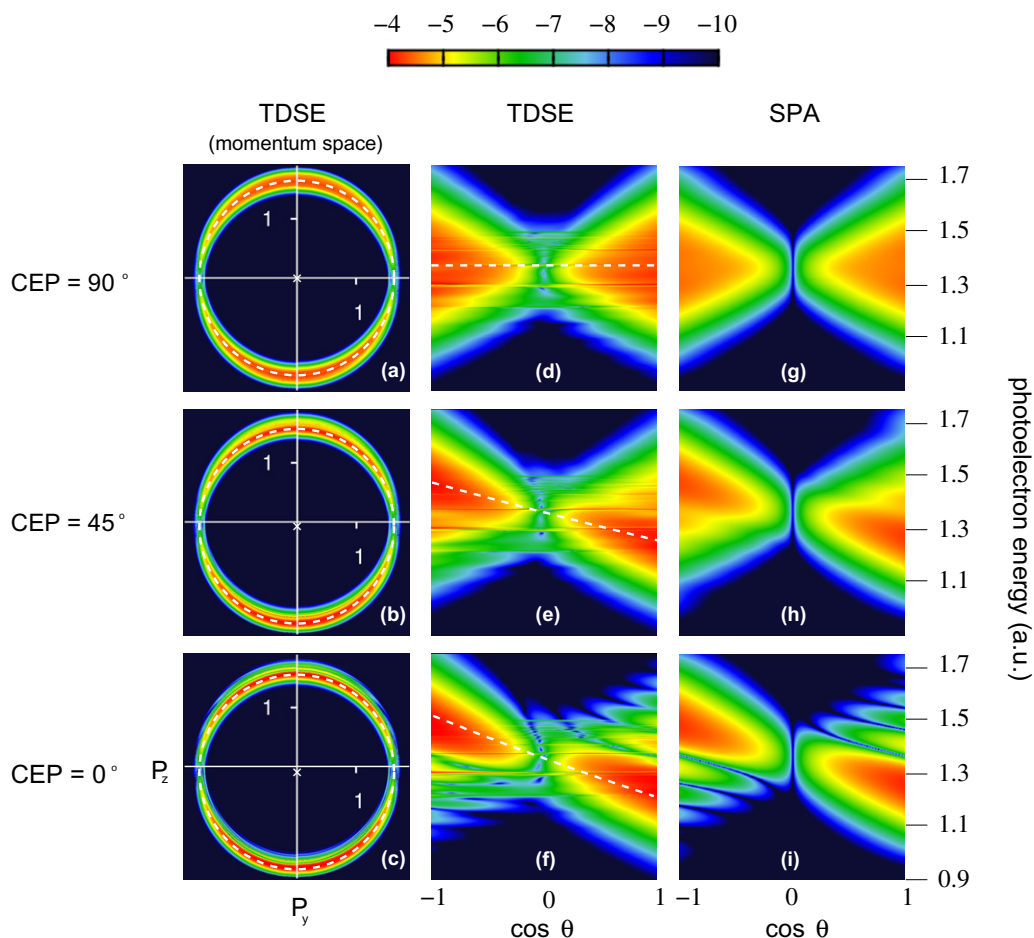 −4 −5 −6 −7 −8 −9 −10
TDSE
(momentum space)
TDSE
SPA
CEP = 90 °
1
1
(a)
(d)
(g)
1.7
1.5
1.3
1.1
CEP = 45 °
1
1
(b)
(e)
(h)
1.7
1.5
1.3
1.1
CEP = 0 °
Pz
1
1
(c)
(f)
(i)
1.7
1.5
1.3
1.1
0.9
photoelectron energy (a.u.)
Py
−1 0 1
cos θ
−1 0 1
cos θ